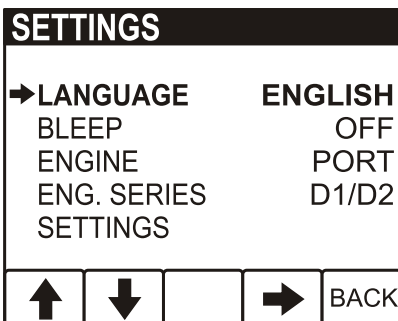 SETTINGS
LANGUAGE ENGLISH
BLEEP OFF
ENGINE PORT
ENG. SERIES D1/D2
SETTINGS
BACK